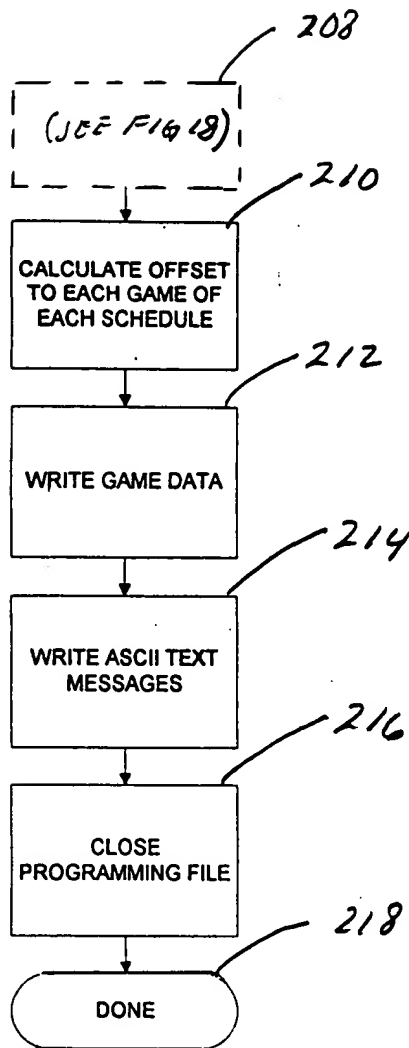 208
(SEE FIG 18)
210
CALCULATE OFFSET
TO EACH GAME OF
EACH SCHEDULE
212
WRITE GAME DATA
214
WRITE ASCII TEXT
MESSAGES
216
CLOSE
PROGRAMMING FILE
218
DONE